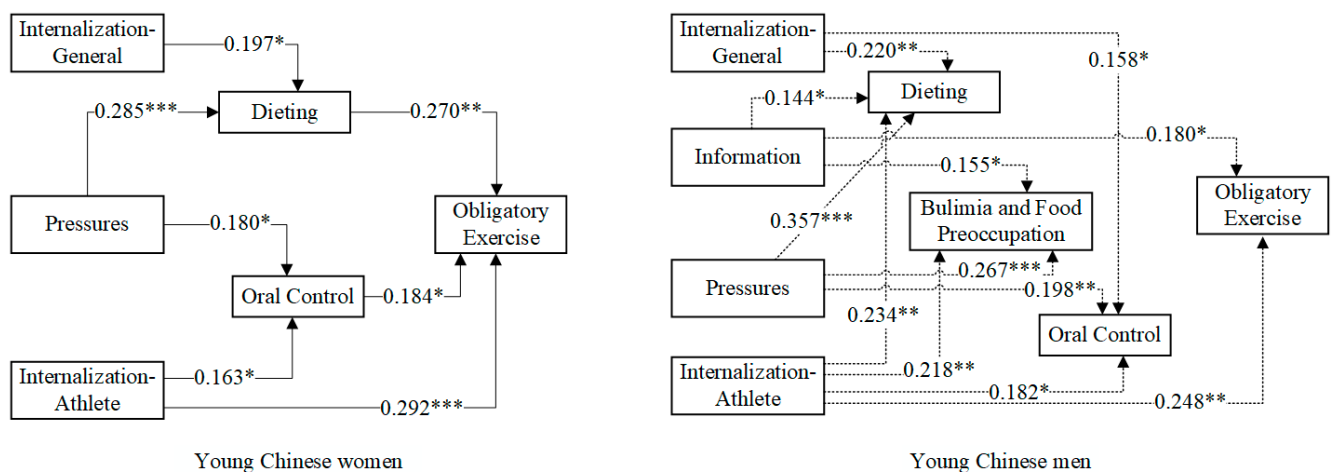 Internalization-
General
0.197*
0.285***
Dieting
0.270**
Pressures
0.180*
Obligatory
Exercise
Oral Control
0.184*
Internalization-
Athlete
0.163*
0.292***
Young Chinese women
Internalization-
General
0.220**
0.158*
Dieting
0.144*
Information
0.180*
0.155*
Obligatory
Exercise
Bulimia and Food
Preoccupation
0.357***
Pressures
0.267***
0.198**
0.234**
Oral Control
Internalization-
Athlete
0.218**
0.182*
0.248**
Young Chinese men